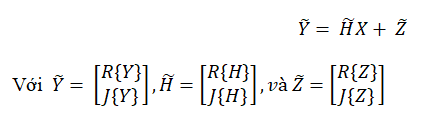 Ỹ = H̃X + Z̃
Với Ỹ = [R{Y} J{Y}], H̃ = [R{H} J{H}], và Z̃ = [R{Z} J{Z}]